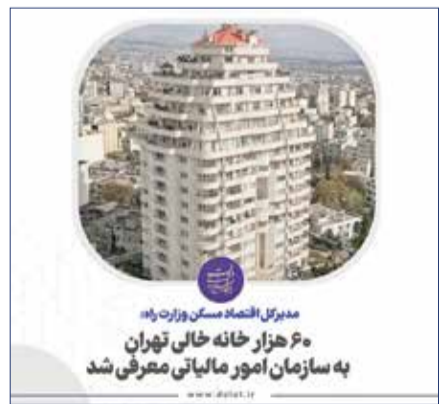 مدیرکل اقتصاد مسکن وزارت راه:
۶۰ هزار خانه خالی تهران
به سازمان امور مالیاتی معرفی شد
www.dolat.ir